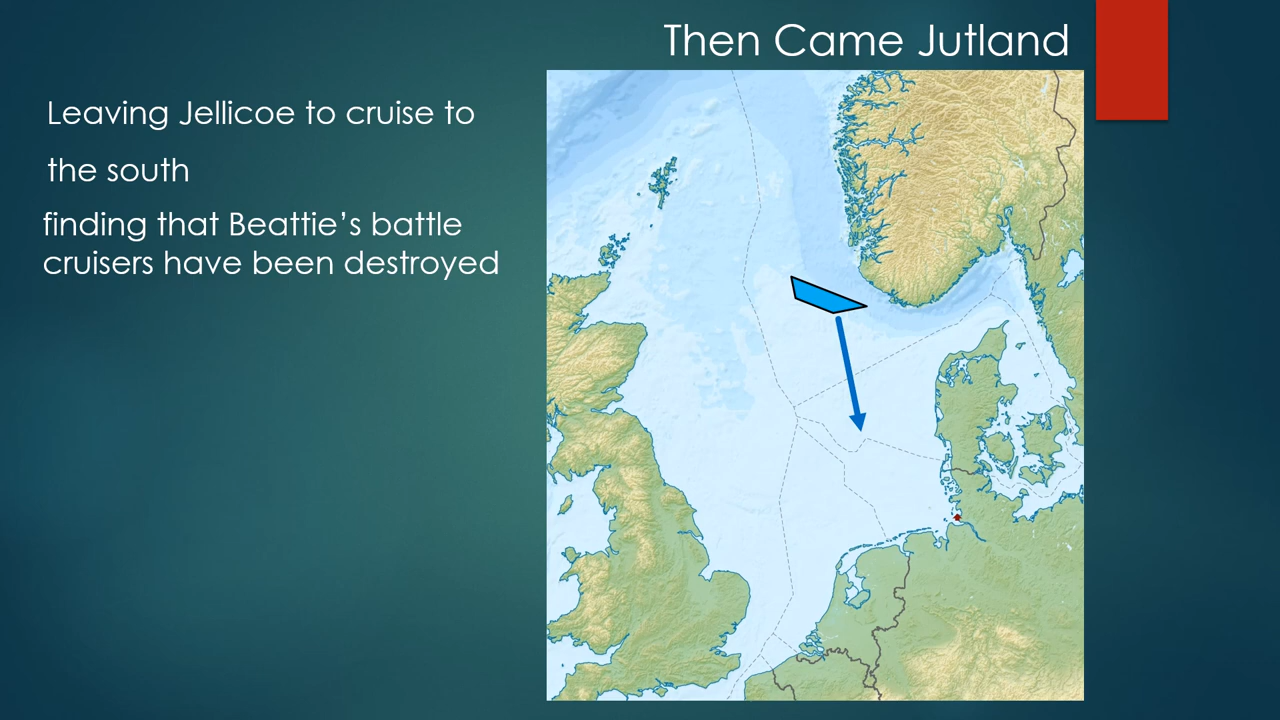 Then Came Jutland
Leaving Jellicoe to cruise to
the south
finding that Beattie’s battle
cruisers have been destroyed